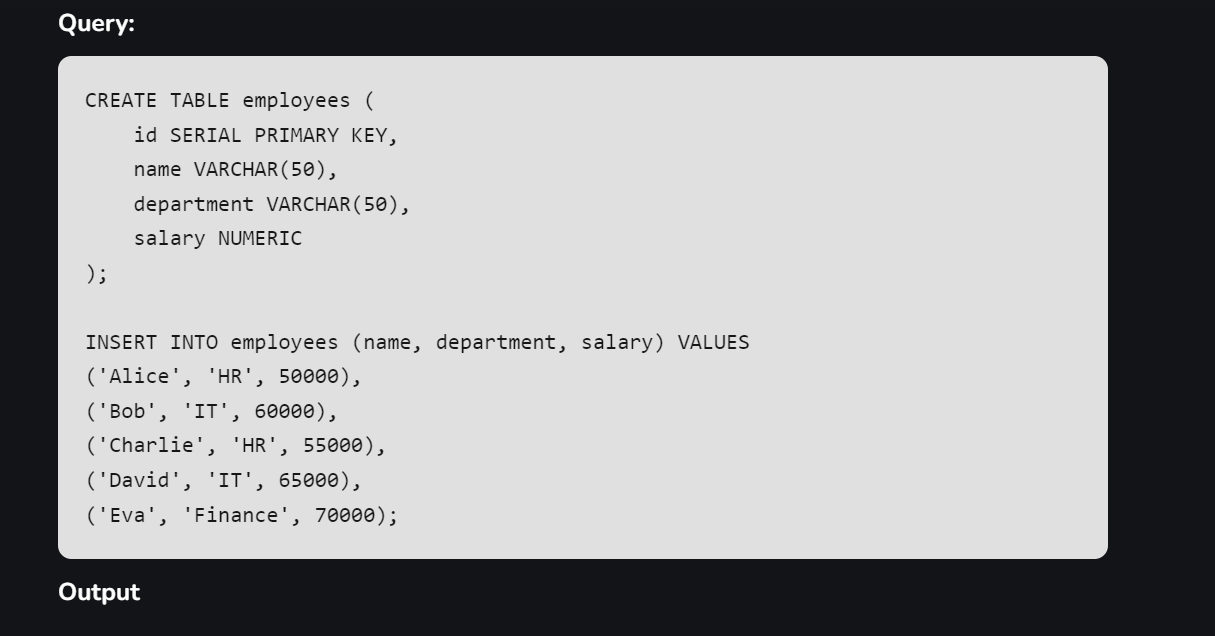 Query:
CREATE TABLE employees (
    id SERIAL PRIMARY KEY,
    name VARCHAR(50),
    department VARCHAR(50),
    salary NUMERIC
);
INSERT INTO employees (name, department, salary) VALUES
('Alice', 'HR', 50000),
('Bob', 'IT', 60000),
('Charlie', 'HR', 55000),
('David', 'IT', 65000),
('Eva', 'Finance', 70000);
Output